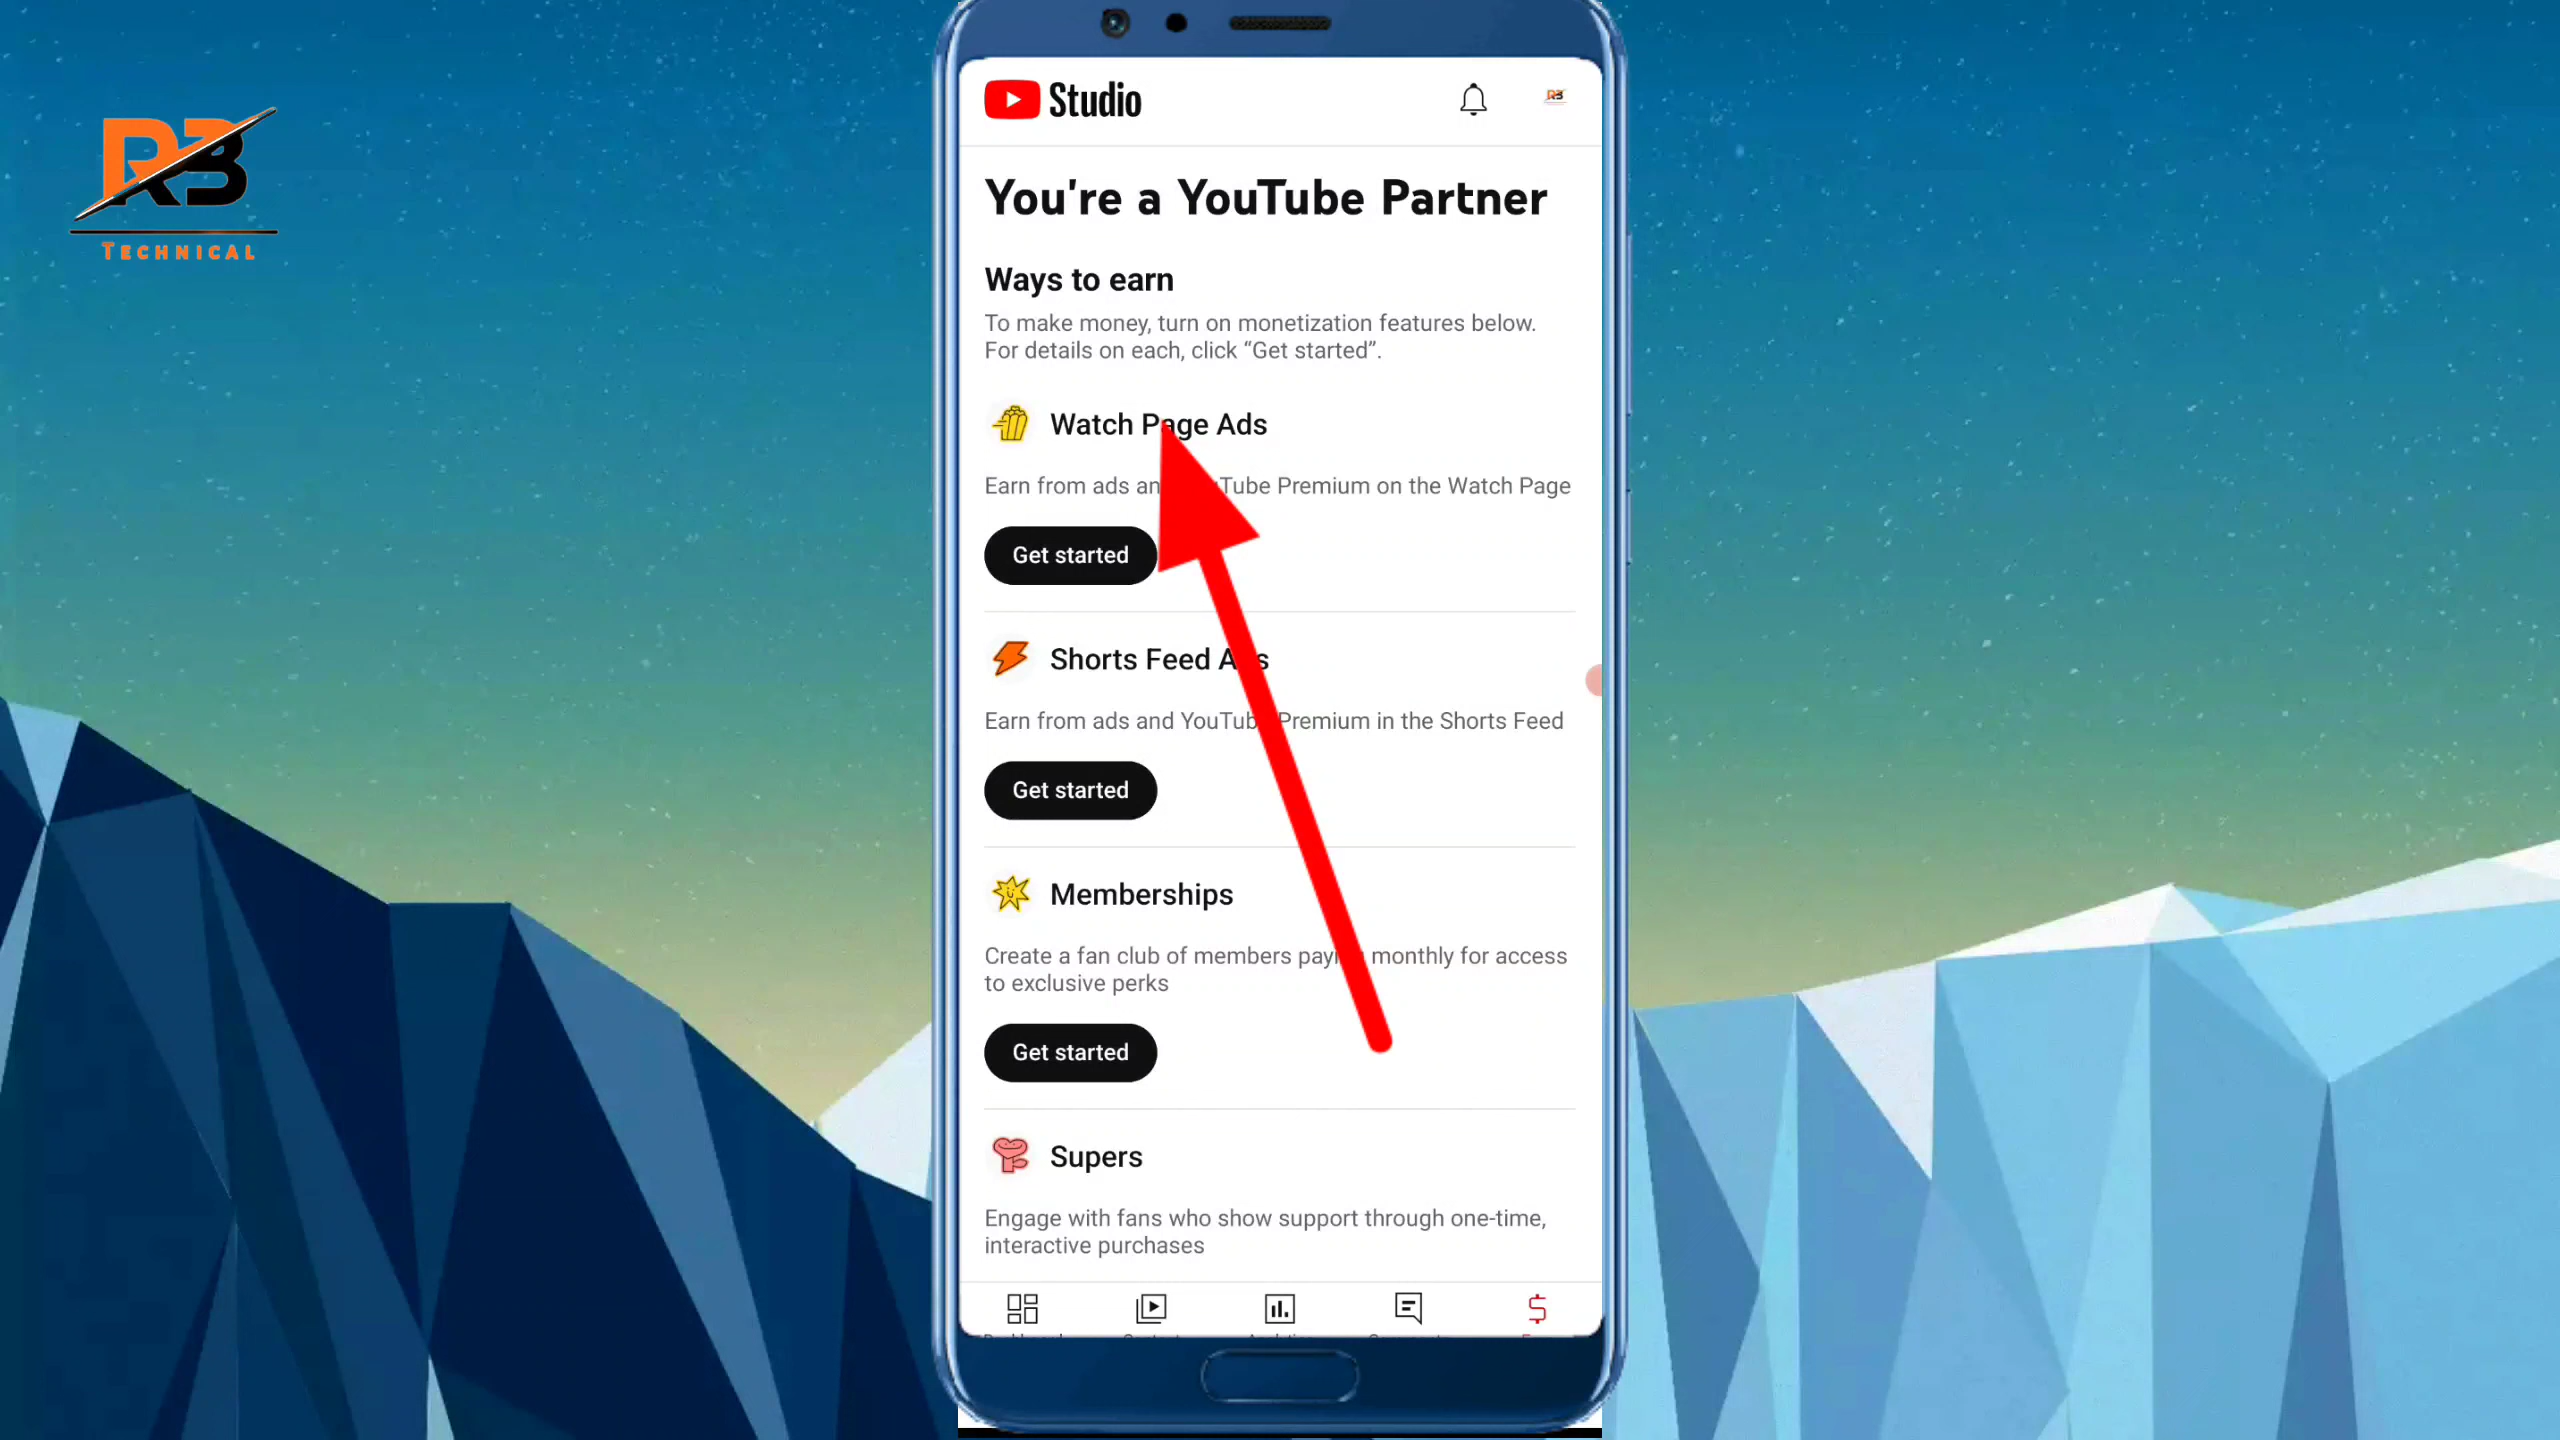 RB
TECHNICAL
Studio
RB
You're a YouTube Partner
Ways to earn
To make money, turn on monetization features below.
For details on each, click “Get started”.
Watch Page Ads
Earn from ads an Tube Premium on the Watch Page
Get started
Shorts Feed A s
Earn from ads and YouTub Premium in the Shorts Feed
Get started
Memberships
Create a fan club of members payi monthly for access
to exclusive perks
Get started
Supers
Engage with fans who show support through one-time,
interactive purchases